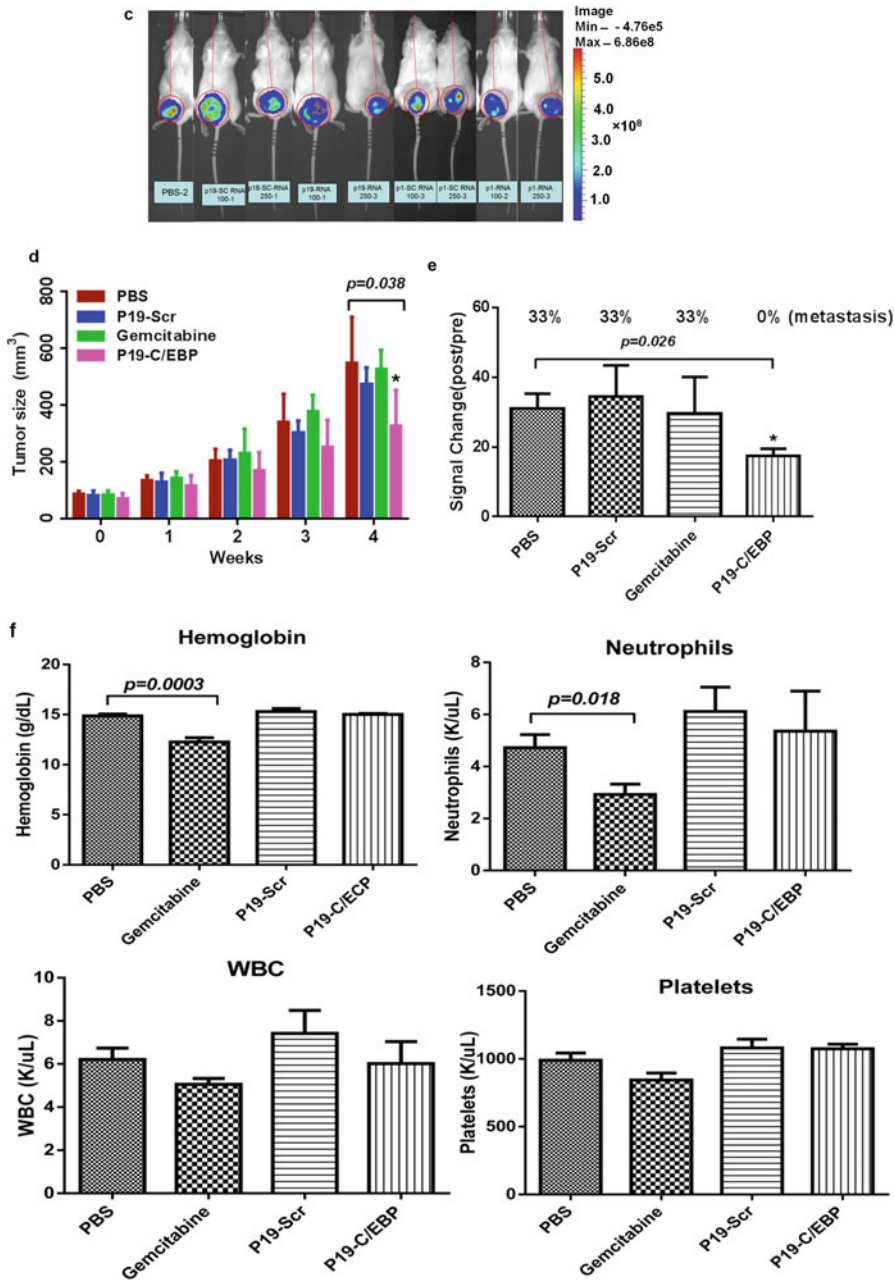 c
Image
Min – - 4.76e5
Max – 6.86e8
5.0
4.0
3.0
×10⁸
2.0
1.0
PBS-2
p19-SC RNA
100-1
p19-SC-RNA
250-1
p19-RNA
100-1
p19-RNA
250-3
p1-SC RNA
100-3
p1-SC RNA
250-3
p1-RNA
100-2
p1-RNA
250-3
d
Tumor size (mm³)
800
600
400
200
0
PBS
P19-Scr
Gemcitabine
P19-C/EBP
p=0.038
*
0 1 2 3 4
Weeks
e
Signal Change(post/pre)
60
40
20
0
33% 33% 33% 0% (metastasis)
p=0.026
*
PBS
P19-Scr
Gemcitabine
P19-C/EBP
f
Hemoglobin
Hemoglobin (g/dL)
20
15
10
5
0
p=0.0003
PBS
Gemcitabine
P19-Scr
P19-C/ECP
Neutrophils
Neutrophils (K/uL)
8
6
4
2
0
p=0.018
PBS
Gemcitabine
P19-Scr
P19-C/EBP
WBC
WBC (K/uL)
10
8
6
4
2
0
PBS
Gemcitabine
P19-Scr
P19-C/EBP
Platelets
Platelets (K/uL)
1500
1000
500
0
PBS
Gemcitabine
P19-Scr
P19-C/EBP